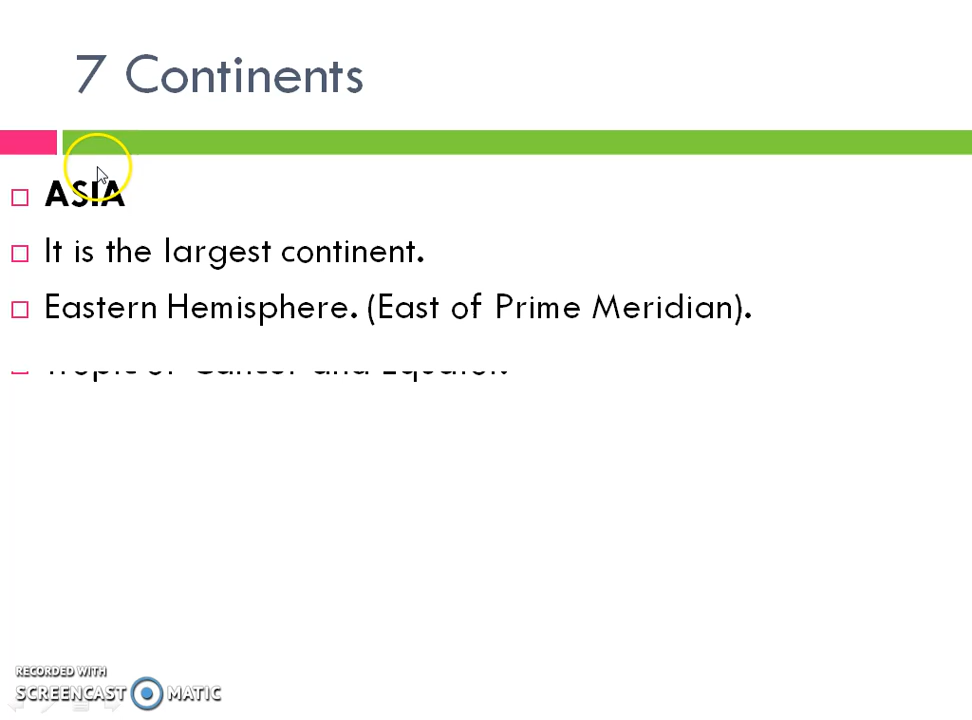 7 Continents
ASIA
It is the largest continent.
Eastern Hemisphere. (East of Prime Meridian).
Tropic of Cancer and Equator.
RECORDED WITH
SCREENCAST MATIC